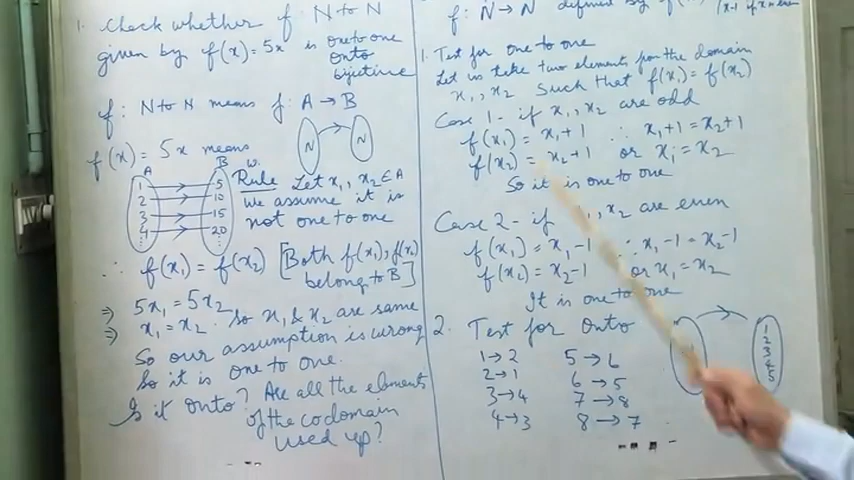 1. Check whether f: N to N
given by f(x) = 5x is one to one
onto
bijective
f: N to N means f: A → B
N N
f(x) = 5x means
A B
1 5
2 10
3 15
4 20
Rule Let x₁, x₂ ∈ A
we assume it is
not one to one
∴ f(x₁) = f(x₂) [Both f(x₁), f(x₂)
belong to B]
⇒ 5x₁ = 5x₂
⇒ x₁ = x₂ So x₁ & x₂ are same
So our assumption is wrong
So it is one to one.
Is it onto? Are all the elements
of the codomain
used up?
f: N → N defined by
x-1 if x is even
1. Test for one to one
Let us take two elements from the domain
x₁, x₂ such that f(x₁) = f(x₂)
Case 1 - if x₁, x₂ are odd
f(x₁) = x₁+1 ∴ x₁+1 = x₂+1
f(x₂) = x₂+1 or x₁ = x₂
So it is one to one
Case 2 - if x₂ are even
f(x₁) = x₁-1 ∴ x₁-1 = x₂-1
f(x₂) = x₂-1 or x₁ = x₂
It is one to one
2. Test for Onto
1→2 5→6
2→1 6→5
3→4 7→8
4→3 8→7
1
2
3
4
5